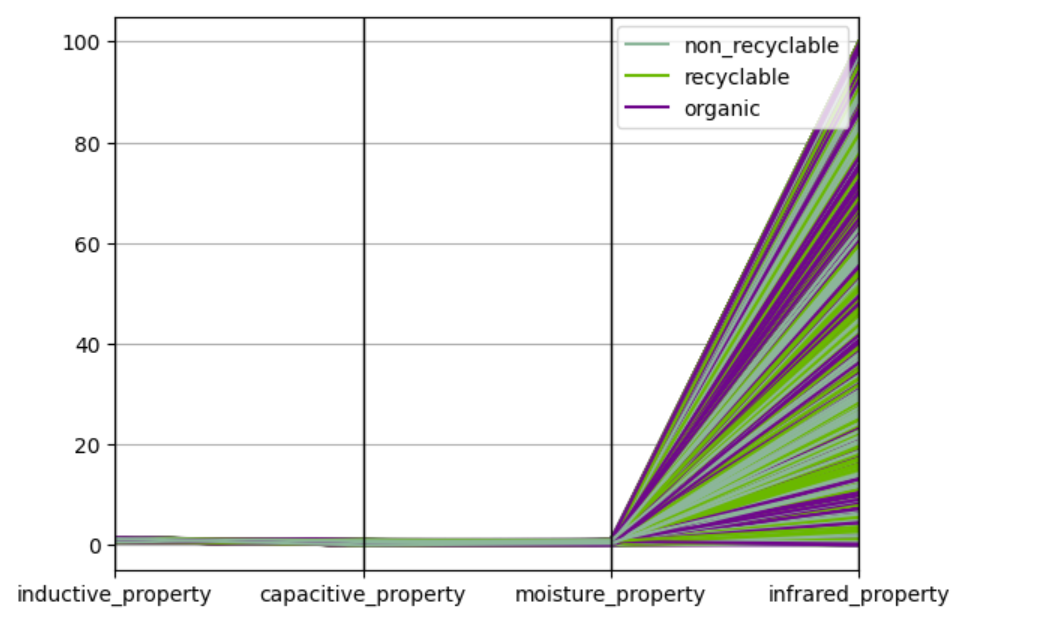 100
80
60
40
20
0
non_recyclable
recyclable
organic
inductive_property capacitive_property moisture_property infrared_property